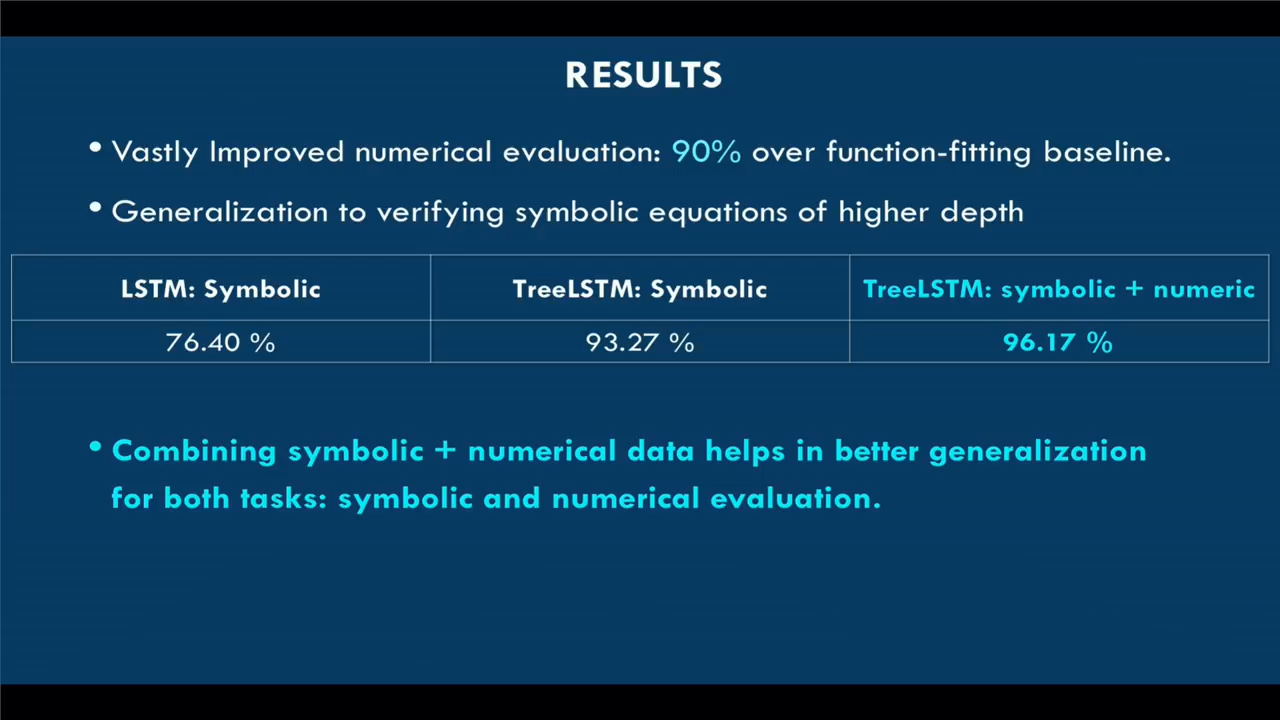 RESULTS
• Vastly Improved numerical evaluation: 90% over function-fitting baseline.
• Generalization to verifying symbolic equations of higher depth
LSTM: Symbolic TreeLSTM: Symbolic TreeLSTM: symbolic + numeric
76.40 % 93.27 % 96.17 %
• Combining symbolic + numerical data helps in better generalization
for both tasks: symbolic and numerical evaluation.